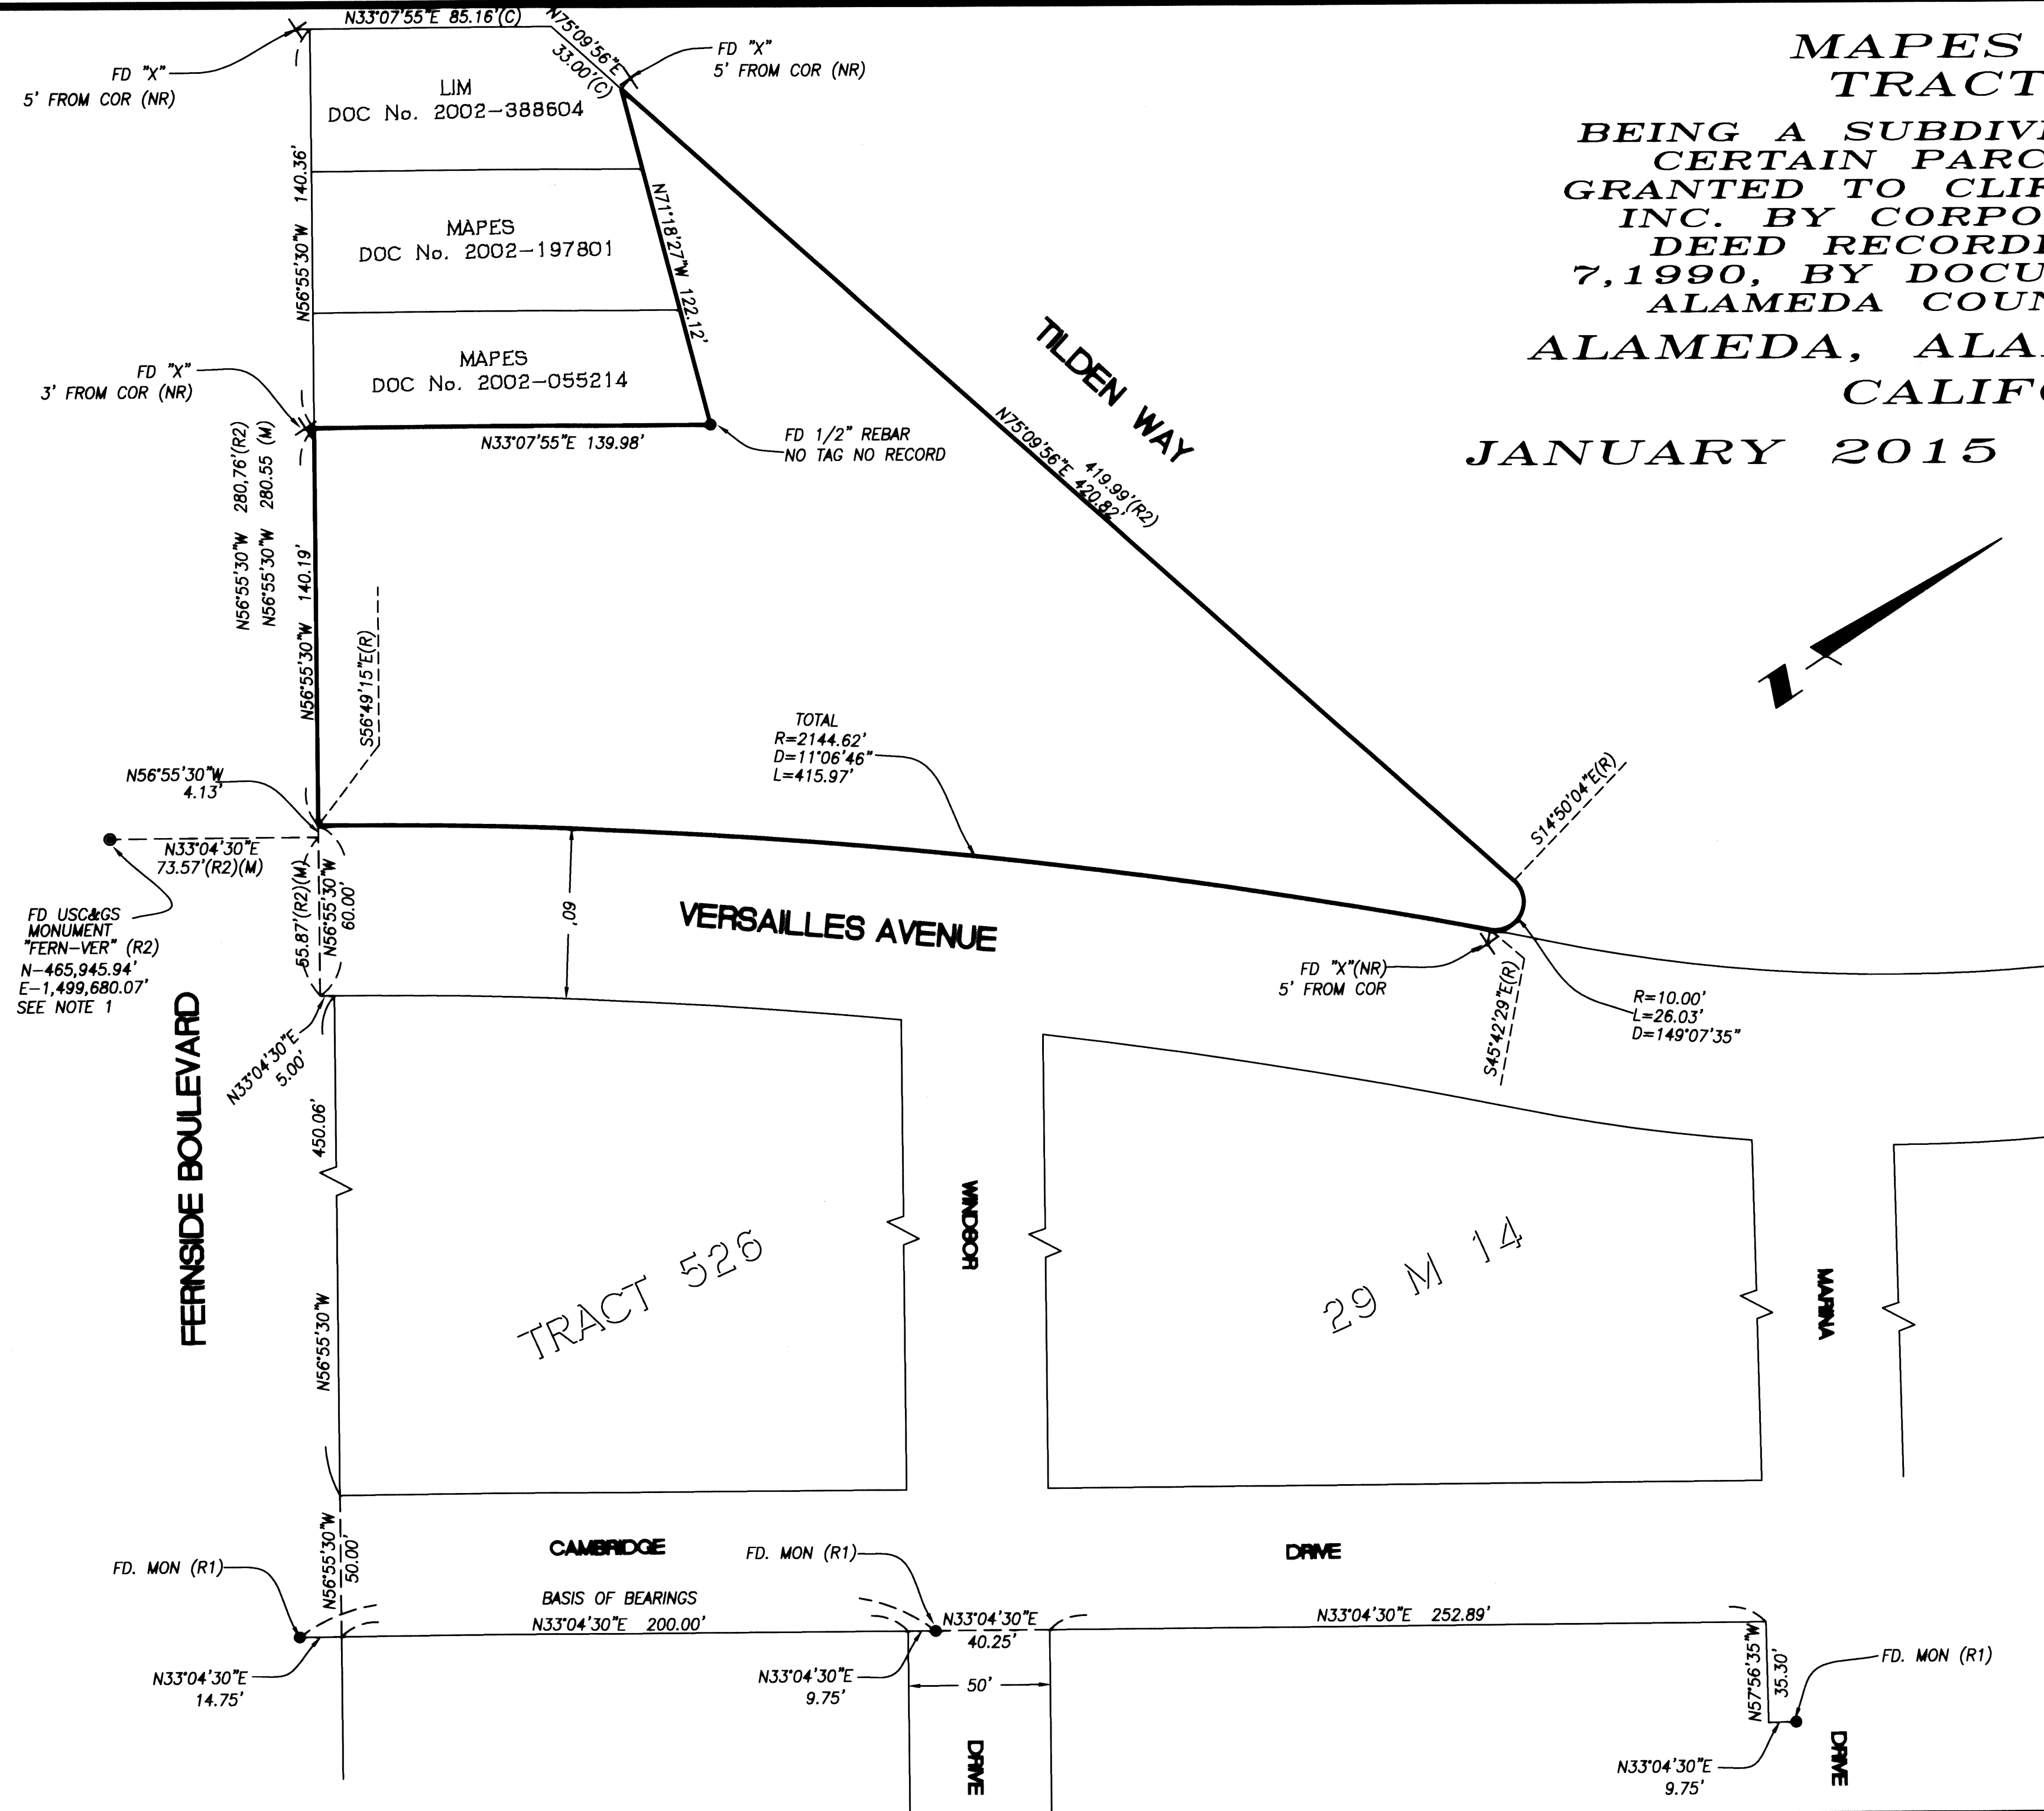 MAPES
TRACT
BEING A SUBDIV
CERTAIN PARC
GRANTED TO CLIF
INC. BY CORPO
DEED RECORD
7,1990, BY DOCU
ALAMEDA COUN
ALAMEDA, ALA
CALIF
JANUARY 2015
N33°07'55"E 85.16'(C)
N75°09'56"E
33.00'(C)
FD "X"
5' FROM COR (NR)
FD "X"
5' FROM COR (NR)
LIM
DOC No. 2002-388604
N56°55'30"W 140.36'
MAPES
DOC No. 2002-197801
N71°18'27"W 122.12'
MAPES
DOC No. 2002-055214
FD "X"
3' FROM COR (NR)
N33°07'55"E 139.98'
FD 1/2" REBAR
NO TAG NO RECORD
TILDEN WAY
N75°09'56"E 420.82'
419.99'(R2)
N56°55'30"W 280,76'(R2)
N56°55'30"W 280.55 (M)
N56°55'30"W 140.19'
S56°49'15"E(R)
TOTAL
R=2144.62'
D=11°06'46"
L=415.97'
S14°50'04"E(R)
N56°55'30"W
4.13'
N33°04'30"E
73.57'(R2)(M)
55.87'(R2)(M)
N56°55'30"W
60.00'
60'
VERSAILLES AVENUE
FD USC&GS
MONUMENT
"FERN-VER" (R2)
N-465,945.94'
E-1,499,680.07'
SEE NOTE 1
FD "X"(NR)
5' FROM COR
S45°42'29"E(R)
R=10.00'
L=26.03'
D=149°07'35"
N33°04'30"E
5.00'
FERNSIDE BOULEVARD
450.06'
N56°55'30"W
TRACT 526
WINDSOR
29 M 14
MARINA
N56°55'30"W
50.00'
CAMBRIDGE
DRIVE
FD. MON (R1)
FD. MON (R1)
BASIS OF BEARINGS
N33°04'30"E 200.00'
N33°04'30"E
40.25'
N33°04'30"E 252.89'
N33°04'30"E
14.75'
N33°04'30"E
9.75'
50'
N57°56'35"W
35.30'
FD. MON (R1)
DRIVE
N33°04'30"E
9.75'
DRIVE